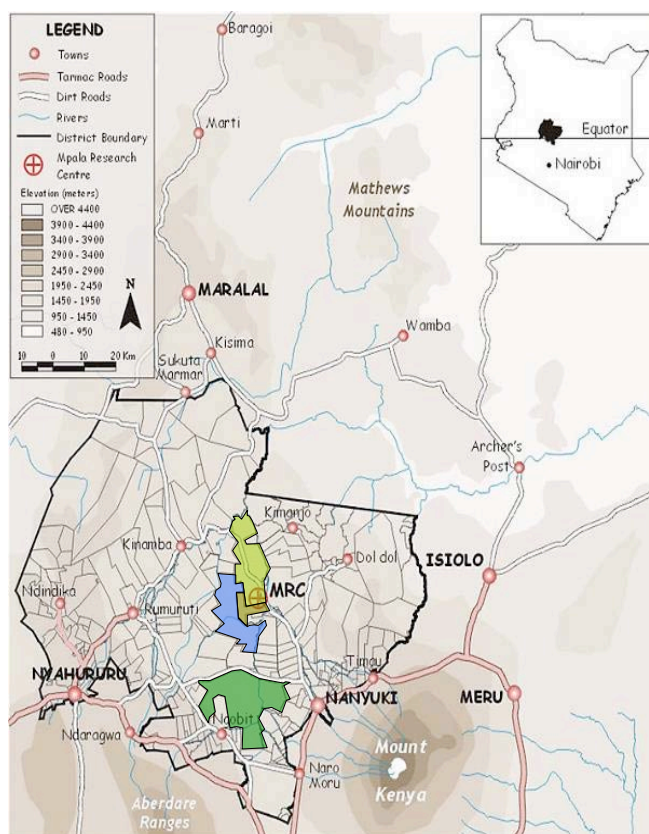 LEGEND
Towns
Tarmac Roads
Dirt Roads
Rivers
District Boundary
Mpala Research
Centre
Elevation (meters)
OVER 4400
3900 - 4400
3400 - 3900
2900 - 3400
2450 - 2900
1950 - 2450
1450 - 1950
950 - 1450
480 - 950
N
10 0 10 20 Km
Baragoi
Marti
Equator
Nairobi
Mathews
Mountains
MARALAL
Kisima
Wamba
Sukuta
Marmar
Archer's
Post
Kimanjo
Kinamba
Dol dol
ISIOLO
Ndindika
MRC
Rumuruti
Timau
NYAHURURU
NANYUKI
MERU
Ndaragwa
Ngobit
Naro
Moru
Mount
Kenya
Aberdare
Ranges